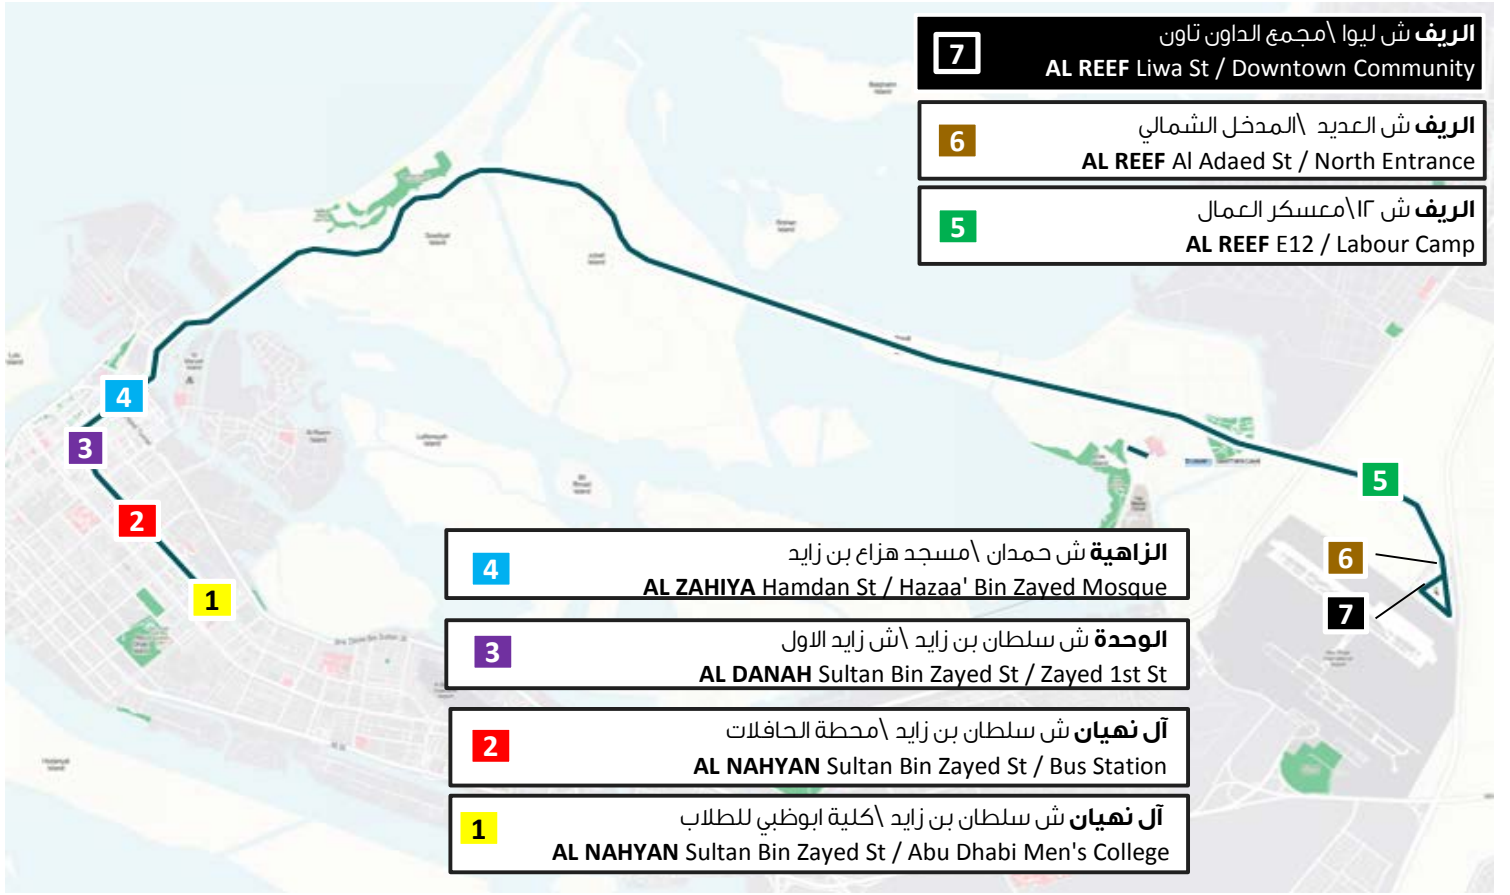 7
الريف ش ليوا \مجمع الداون تاون
AL REEF Liwa St / Downtown Community
6
الريف ش العديد \المدخل الشمالي
AL REEF Al Adaed St / North Entrance
5
الريف ش ١٢\معسكر العمال
AL REEF E12 / Labour Camp
4
3
2
1
5
6
7
4
الزاهية ش حمدان \مسجد هزاع بن زايد
AL ZAHIYA Hamdan St / Hazaa' Bin Zayed Mosque
3
الوحدة ش سلطان بن زايد \ش زايد الاول
AL DANAH Sultan Bin Zayed St / Zayed 1st St
2
آل نهيان ش سلطان بن زايد \محطة الحافلات
AL NAHYAN Sultan Bin Zayed St / Bus Station
1
آل نهيان ش سلطان بن زايد \كلية ابوظبي للطلاب
AL NAHYAN Sultan Bin Zayed St / Abu Dhabi Men's College